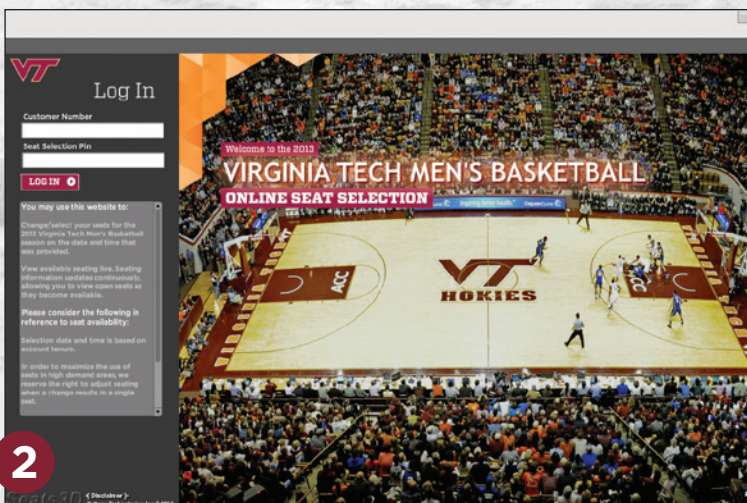 VT
Log In
Customer Number
Seat Selection Pin
LOG IN
You may use this website to:
Change/select your seats for the
2013 Virginia Tech Men's Basketball
season on the date and time that
was provided.
View available seating live. Seating
information updates continuously,
allowing you to view open seats as
they become available.
Please consider the following in
reference to seat availability:
Selection date and time is based on
account tenure.
In order to maximize the use of
seats in high demand areas, we
reserve the right to adjust seating
when a change results in a single
seat.
2
Seats3D
{ Disclaimer }
Welcome to the 2013
VIRGINIA TECH MEN'S BASKETBALL
ONLINE SEAT SELECTION
ACC
VT
HOKIES
ACC